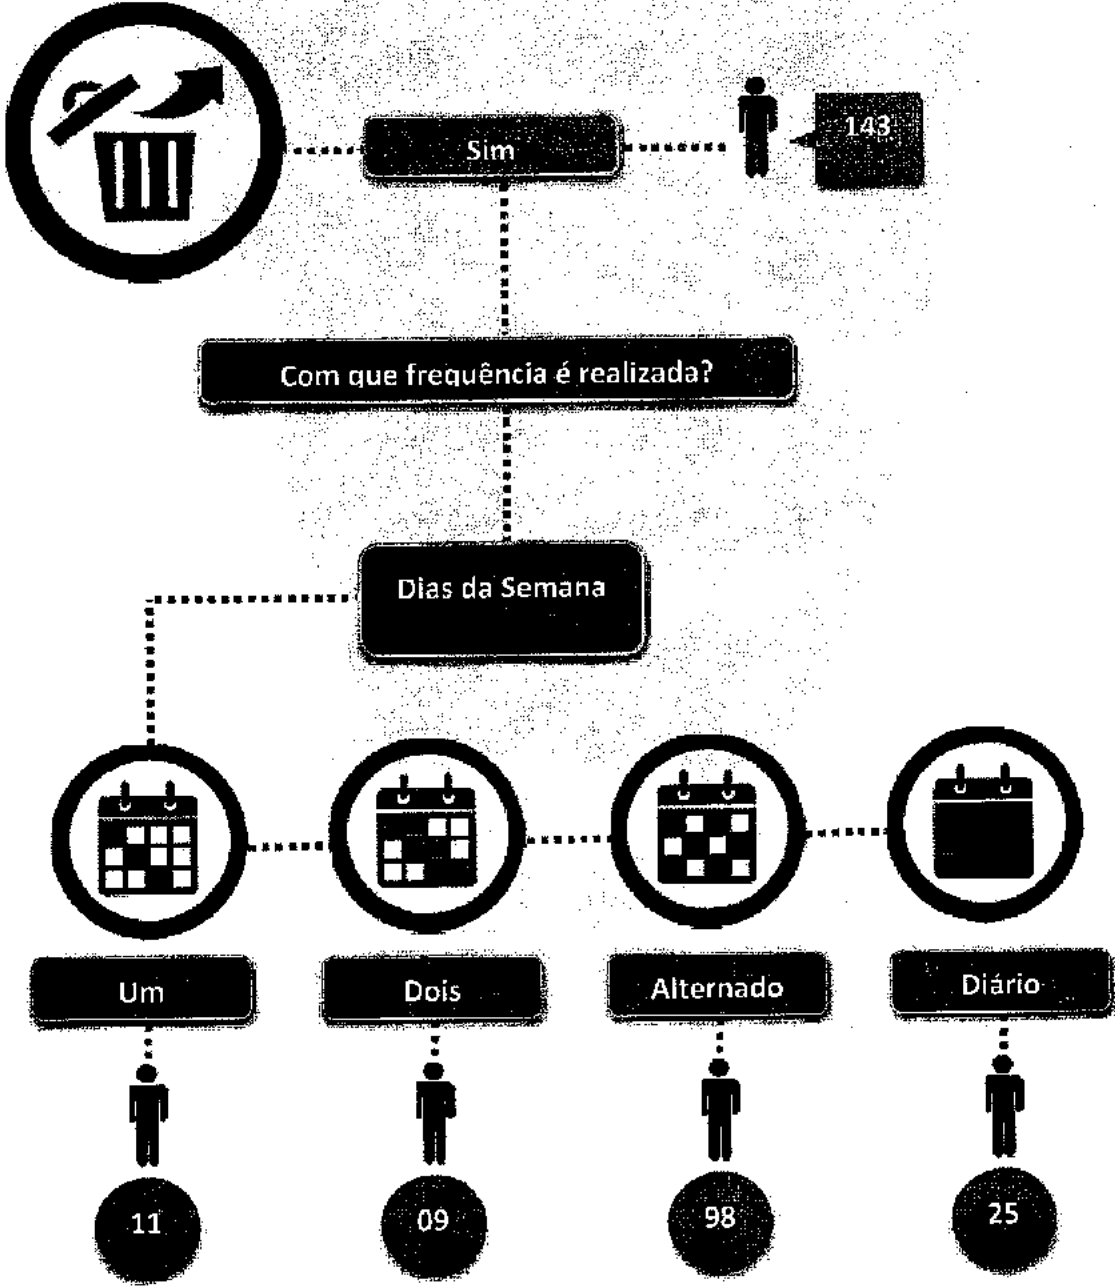 Sim
143
Com que frequência é realizada?
Dias da Semana
Um
Dois
Alternado
Diário
11
09
98
25